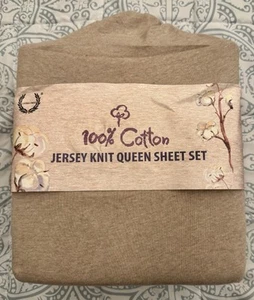 100% Cotton
JERSEY KNIT QUEEN SHEET SET